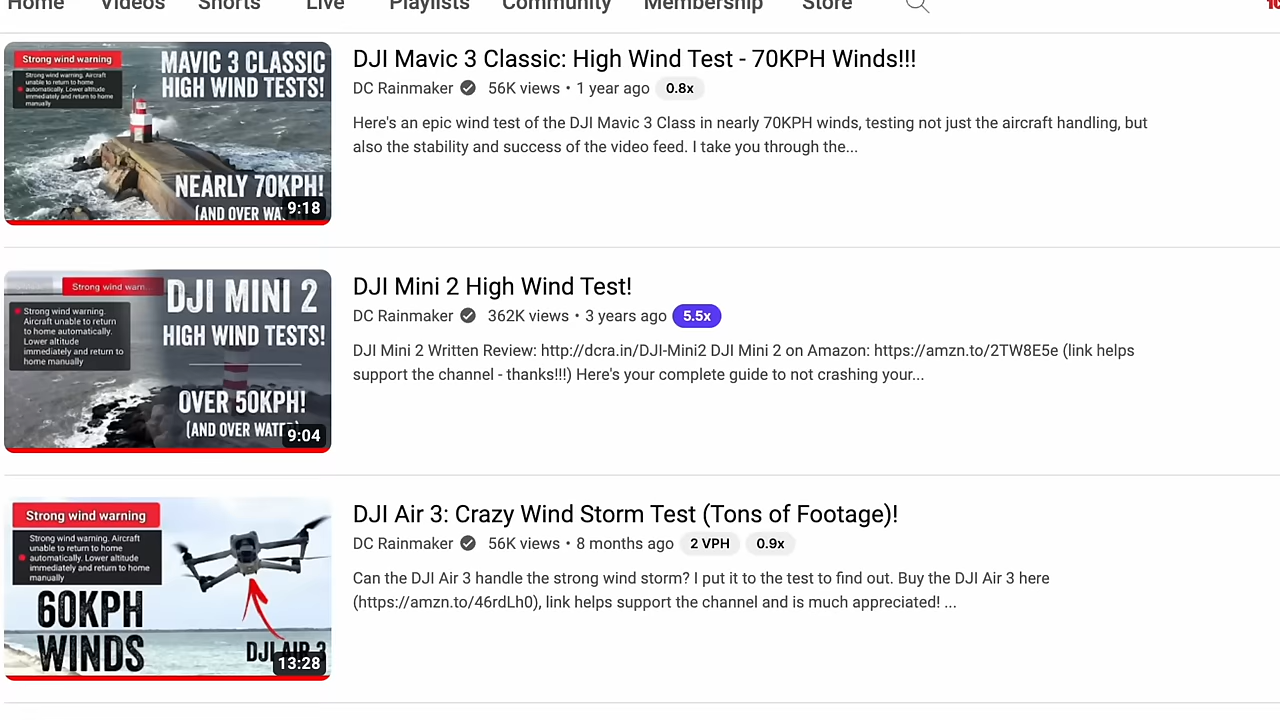 Home Videos Shorts Live Playlists Community Membership Store
Strong wind warning
Strong wind warning. Aircraft
unable to return to home
automatically. Lower altitude
immediately and return to home
manually
MAVIC 3 CLASSIC
HIGH WIND TESTS!
NEARLY 70KPH!
(AND OVER WA
9:18
DJI Mavic 3 Classic: High Wind Test - 70KPH Winds!!!
DC Rainmaker 56K views • 1 year ago 0.8x
Here's an epic wind test of the DJI Mavic 3 Class in nearly 70KPH winds, testing not just the aircraft handling, but
also the stability and success of the video feed. I take you through the...
Strong wind warn...
Strong wind warning.
Aircraft unable to return
to home automatically.
Lower altitude
immediately and return to
home manually
DJI MINI 2
HIGH WIND TESTS!
OVER 50KPH!
(AND OVER WATE
9:04
DJI Mini 2 High Wind Test!
DC Rainmaker 362K views • 3 years ago 5.5x
DJI Mini 2 Written Review: http://dcra.in/DJI-Mini2 DJI Mini 2 on Amazon: https://amzn.to/2TW8E5e (link helps
support the channel - thanks!!!) Here's your complete guide to not crashing your...
Strong wind warning
Strong wind warning. Aircraft
unable to return to home
automatically. Lower altitude
immediately and return to home
manually
60KPH
WINDS
DJI AIR 3
13:28
DJI Air 3: Crazy Wind Storm Test (Tons of Footage)!
DC Rainmaker 56K views • 8 months ago 2 VPH 0.9x
Can the DJI Air 3 handle the strong wind storm? I put it to the test to find out. Buy the DJI Air 3 here
(https://amzn.to/46rdLh0), link helps support the channel and is much appreciated! ...